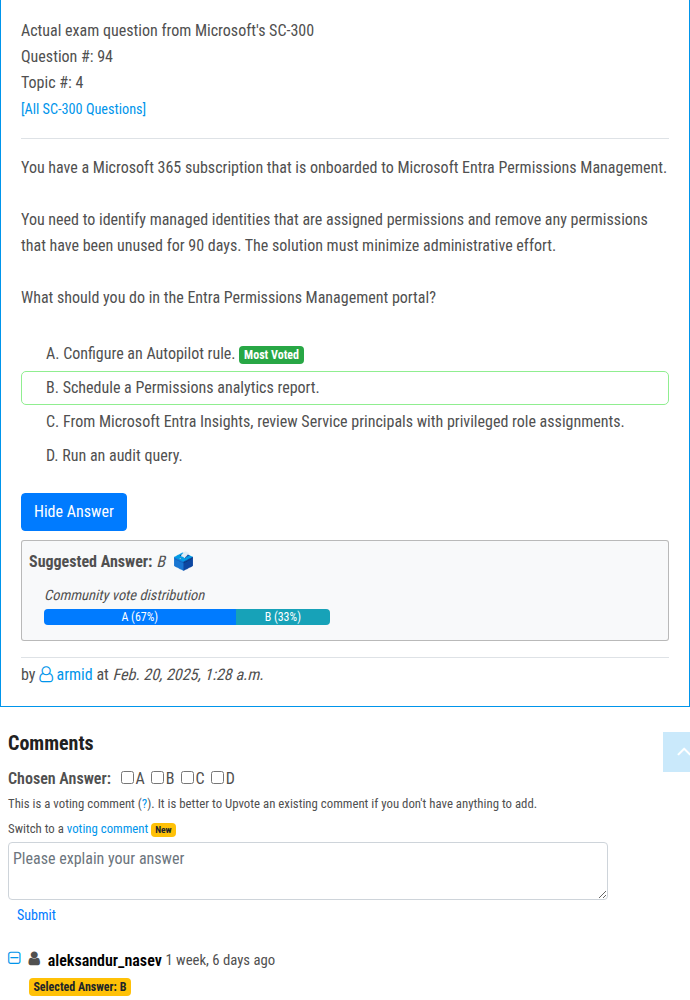 Actual exam question from Microsoft's SC-300
Question #: 94
Topic #: 4
[All SC-300 Questions]
You have a Microsoft 365 subscription that is onboarded to Microsoft Entra Permissions Management.
You need to identify managed identities that are assigned permissions and remove any permissions
that have been unused for 90 days. The solution must minimize administrative effort.
What should you do in the Entra Permissions Management portal?
A. Configure an Autopilot rule. Most Voted
B. Schedule a Permissions analytics report.
C. From Microsoft Entra Insights, review Service principals with privileged role assignments.
D. Run an audit query.
Hide Answer
Suggested Answer: B
Community vote distribution
A (67%) B (33%)
by armid at Feb. 20, 2025, 1:28 a.m.
Comments
Chosen Answer: A B C D
This is a voting comment (?). It is better to Upvote an existing comment if you don't have anything to add.
Switch to a voting comment New
Please explain your answer
Submit
aleksandur_nasev 1 week, 6 days ago
Selected Answer: B